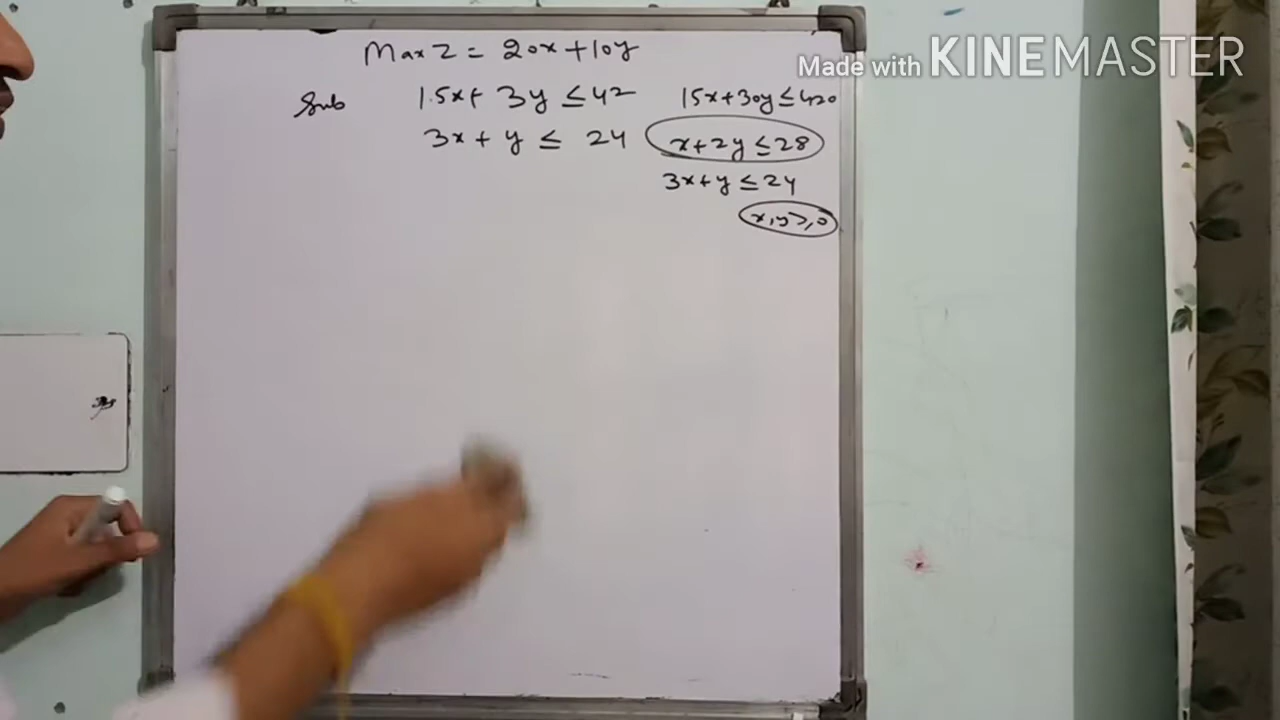 Made with KINEMASTER
Max Z = 20x + 10y
Sub 1.5x + 3y ≤ 42
3x + y ≤ 24
15x + 30y ≤ 420
x + 2y ≤ 28
3x + y ≤ 24
x, y ≥, 0